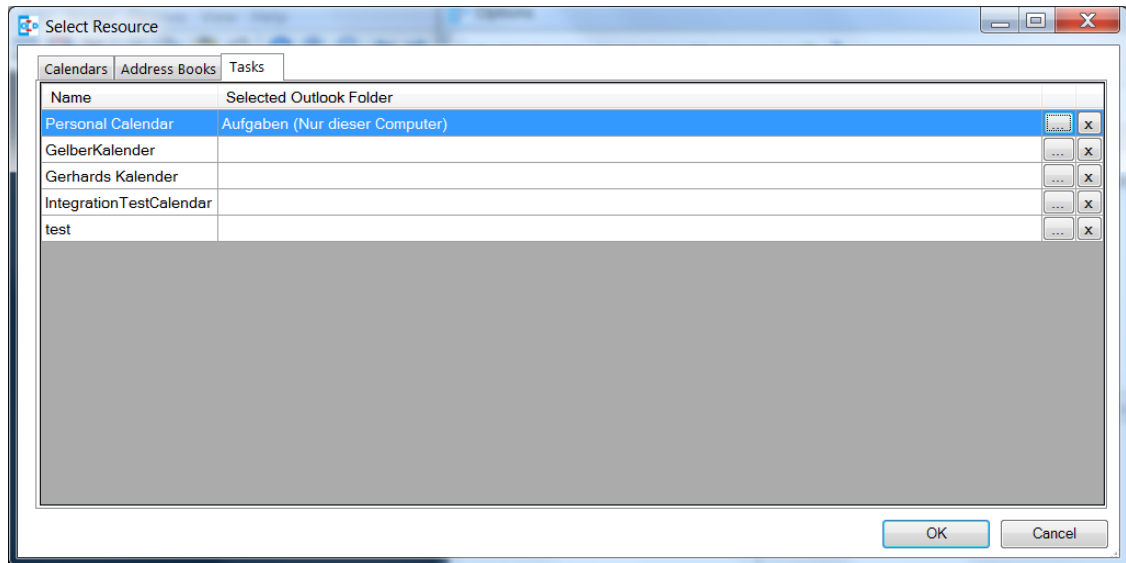 Options
Select Resource
Calendars Address Books Tasks
Name Selected Outlook Folder
Personal Calendar Aufgaben (Nur dieser Computer) ... x
GelberKalender ... x
Gerhards Kalender ... x
IntegrationTestCalendar ... x
test ... x
OK Cancel